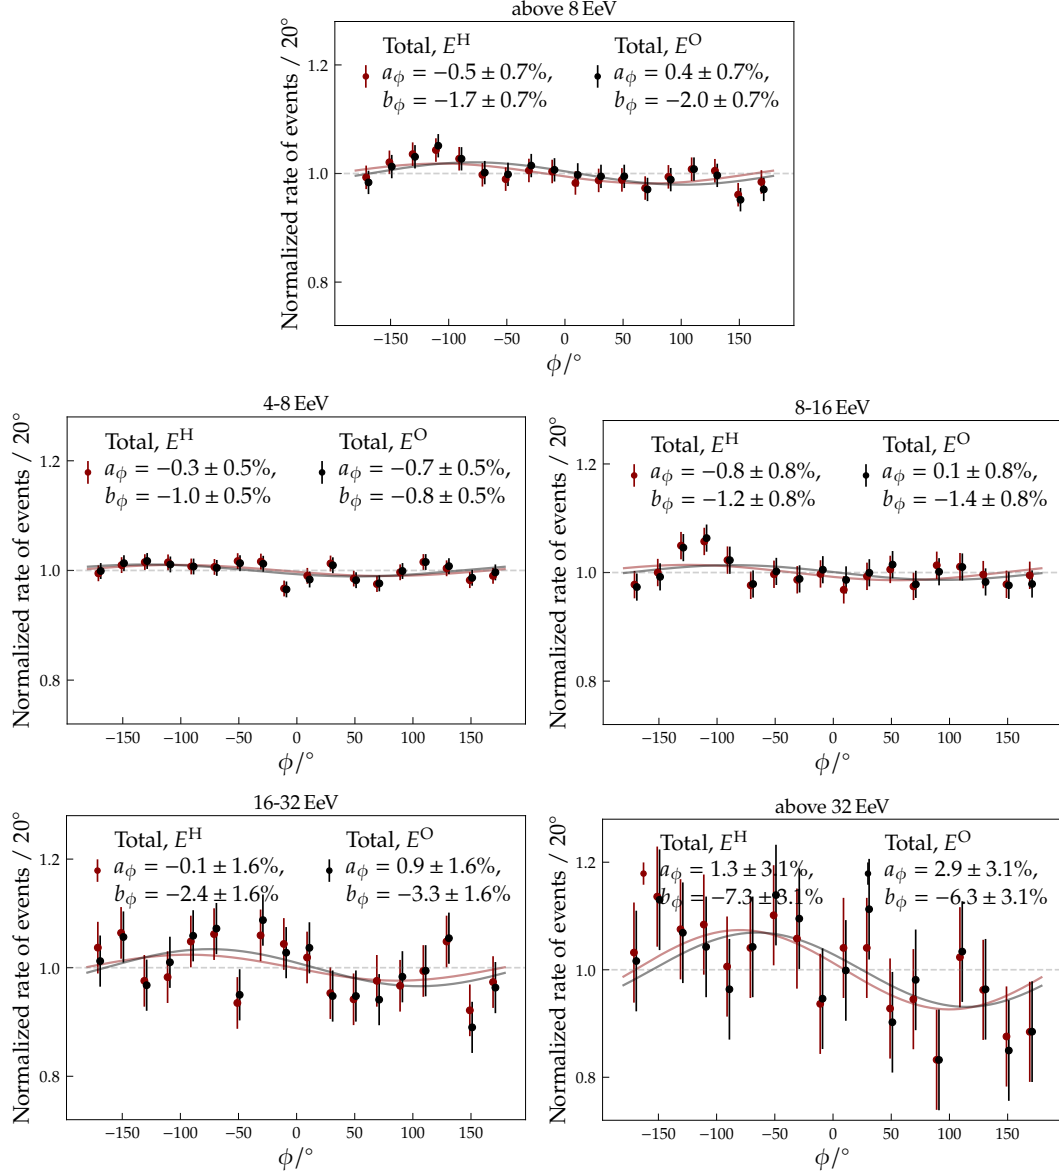 above 8 EeV
Normalized rate of events / 20°
Total, E^H
a_ϕ = −0.5 ± 0.7%,
b_ϕ = −1.7 ± 0.7%
Total, E^O
a_ϕ = 0.4 ± 0.7%,
b_ϕ = −2.0 ± 0.7%
1.2
1.0
0.8
−150 −100 −50 0 50 100 150
ϕ/°
4-8 EeV
Normalized rate of events / 20°
Total, E^H
a_ϕ = −0.3 ± 0.5%,
b_ϕ = −1.0 ± 0.5%
Total, E^O
a_ϕ = −0.7 ± 0.5%,
b_ϕ = −0.8 ± 0.5%
1.2
1.0
0.8
−150 −100 −50 0 50 100 150
ϕ/°
8-16 EeV
Normalized rate of events / 20°
Total, E^H
a_ϕ = −0.8 ± 0.8%,
b_ϕ = −1.2 ± 0.8%
Total, E^O
a_ϕ = 0.1 ± 0.8%,
b_ϕ = −1.4 ± 0.8%
1.2
1.0
0.8
−150 −100 −50 0 50 100 150
ϕ/°
16-32 EeV
Normalized rate of events / 20°
Total, E^H
a_ϕ = −0.1 ± 1.6%,
b_ϕ = −2.4 ± 1.6%
Total, E^O
a_ϕ = 0.9 ± 1.6%,
b_ϕ = −3.3 ± 1.6%
1.2
1.0
0.8
−150 −100 −50 0 50 100 150
ϕ/°
above 32 EeV
Normalized rate of events / 20°
Total, E^H
a_ϕ = 1.3 ± 3.1%,
b_ϕ = −7.3 ± 3.1%
Total, E^O
a_ϕ = 2.9 ± 3.1%,
b_ϕ = −6.3 ± 3.1%
1.2
1.0
0.8
−150 −100 −50 0 50 100 150
ϕ/°